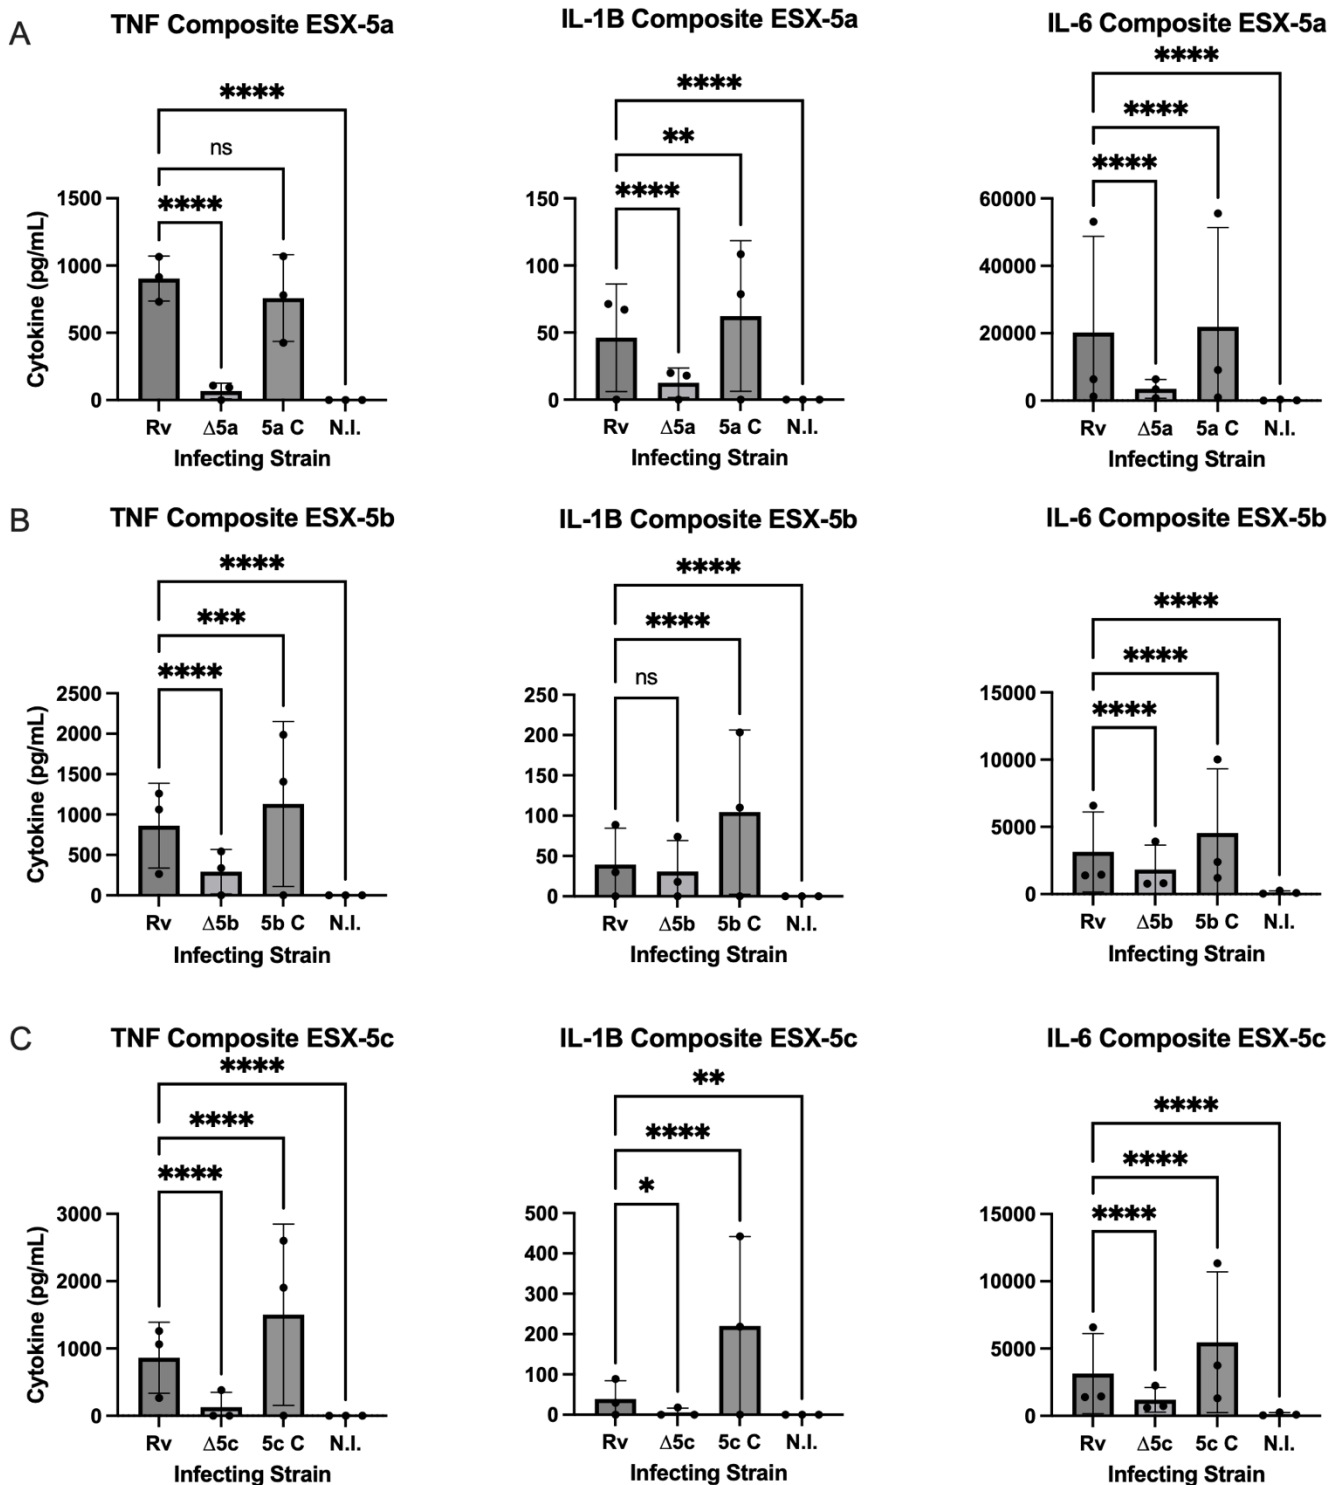 A
TNF Composite ESX-5a
****
ns
****
Cytokine (pg/mL)
1500
1000
500
0
Rv Δ5a 5a C N.I.
Infecting Strain
IL-1B Composite ESX-5a
****
**
****
150
100
50
0
Rv Δ5a 5a C N.I.
Infecting Strain
IL-6 Composite ESX-5a
****
****
****
60000
40000
20000
0
Rv Δ5a 5a C N.I.
Infecting Strain
B
TNF Composite ESX-5b
****
***
****
Cytokine (pg/mL)
2500
2000
1500
1000
500
0
Rv Δ5b 5b C N.I.
Infecting Strain
IL-1B Composite ESX-5b
****
****
ns
250
200
150
100
50
0
Rv Δ5b 5b C N.I.
Infecting Strain
IL-6 Composite ESX-5b
****
****
****
15000
10000
5000
0
Rv Δ5b 5b C N.I.
Infecting Strain
C
TNF Composite ESX-5c
****
****
****
Cytokine (pg/mL)
3000
2000
1000
0
Rv Δ5c 5c C N.I.
Infecting Strain
IL-1B Composite ESX-5c
**
****
*
500
400
300
200
100
0
Rv Δ5c 5c C N.I.
Infecting Strain
IL-6 Composite ESX-5c
****
****
****
15000
10000
5000
0
Rv Δ5c 5c C N.I.
Infecting Strain